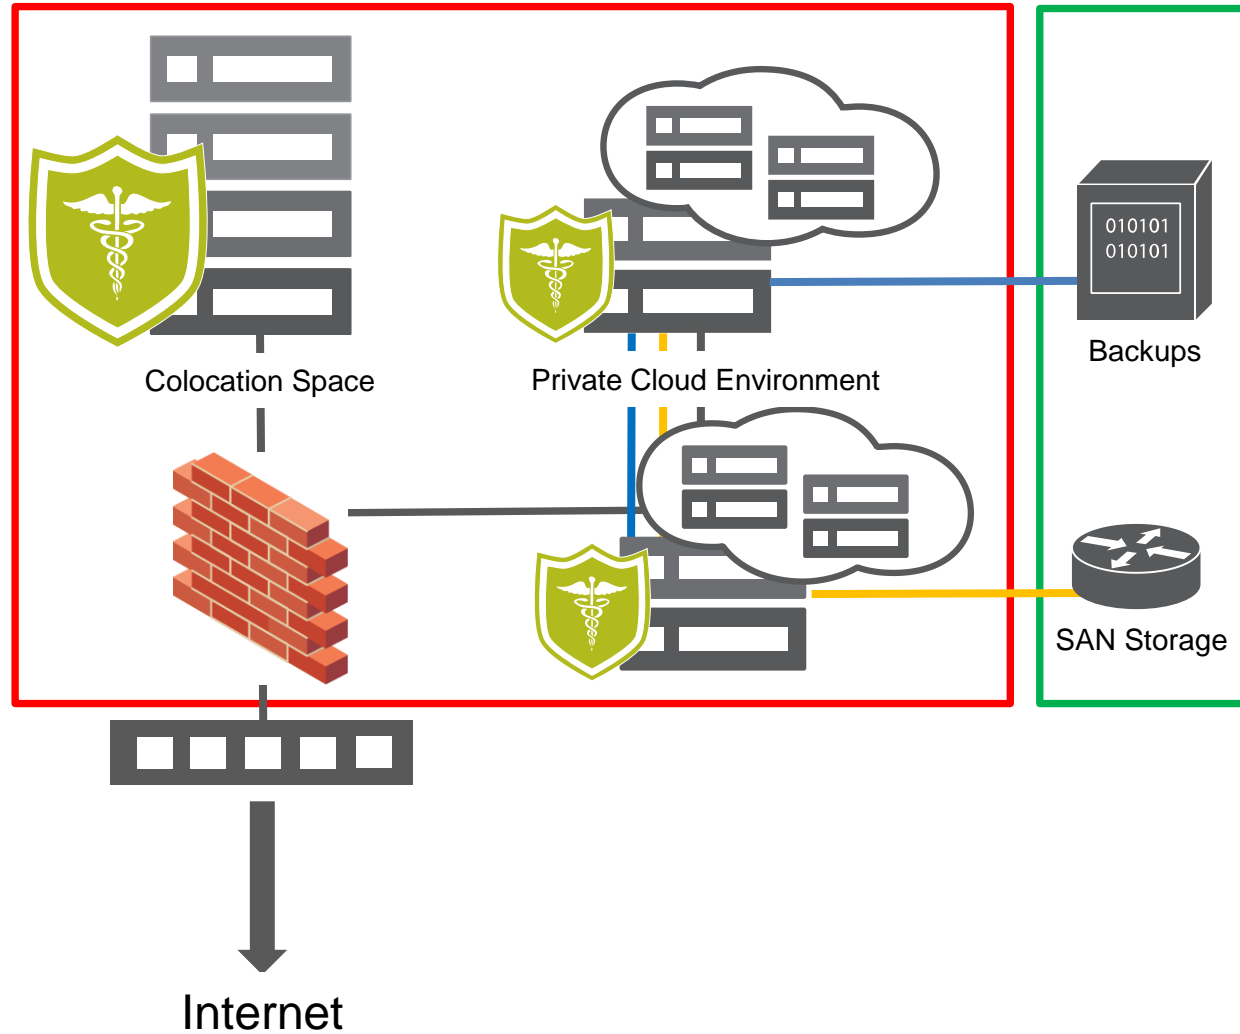 010101
010101
Colocation Space
Private Cloud Environment
Backups
SAN Storage
Internet